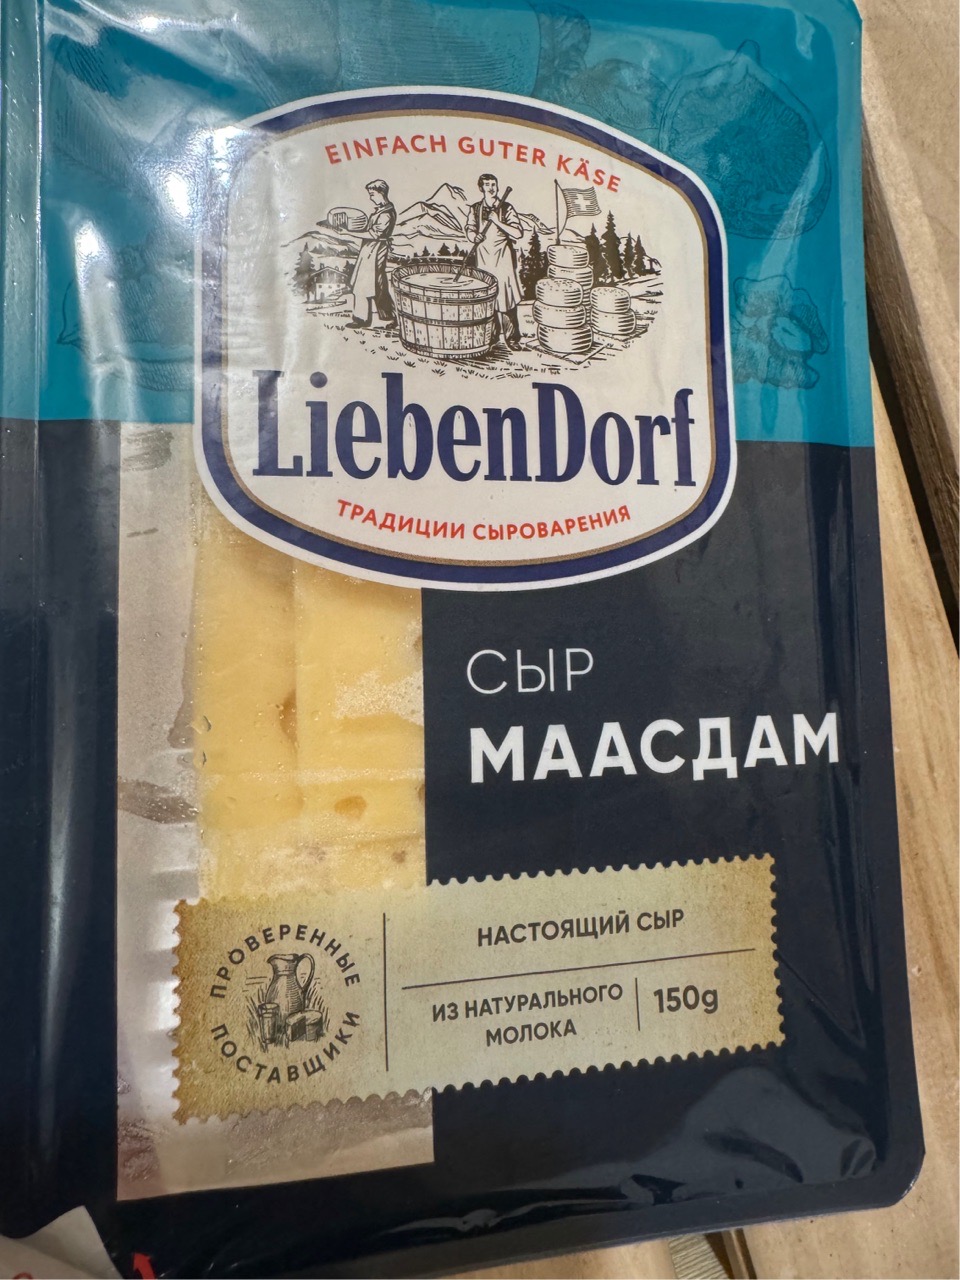 EINFACH GUTER KÄSE
LiebenDorf
ТРАДИЦИИ СЫРОВАРЕНИЯ
СЫР
МААСДАМ
ПРОВЕРЕННЫЕ
ПОСТАВЩИКИ
НАСТОЯЩИЙ СЫР
ИЗ НАТУРАЛЬНОГО
МОЛОКА
150g